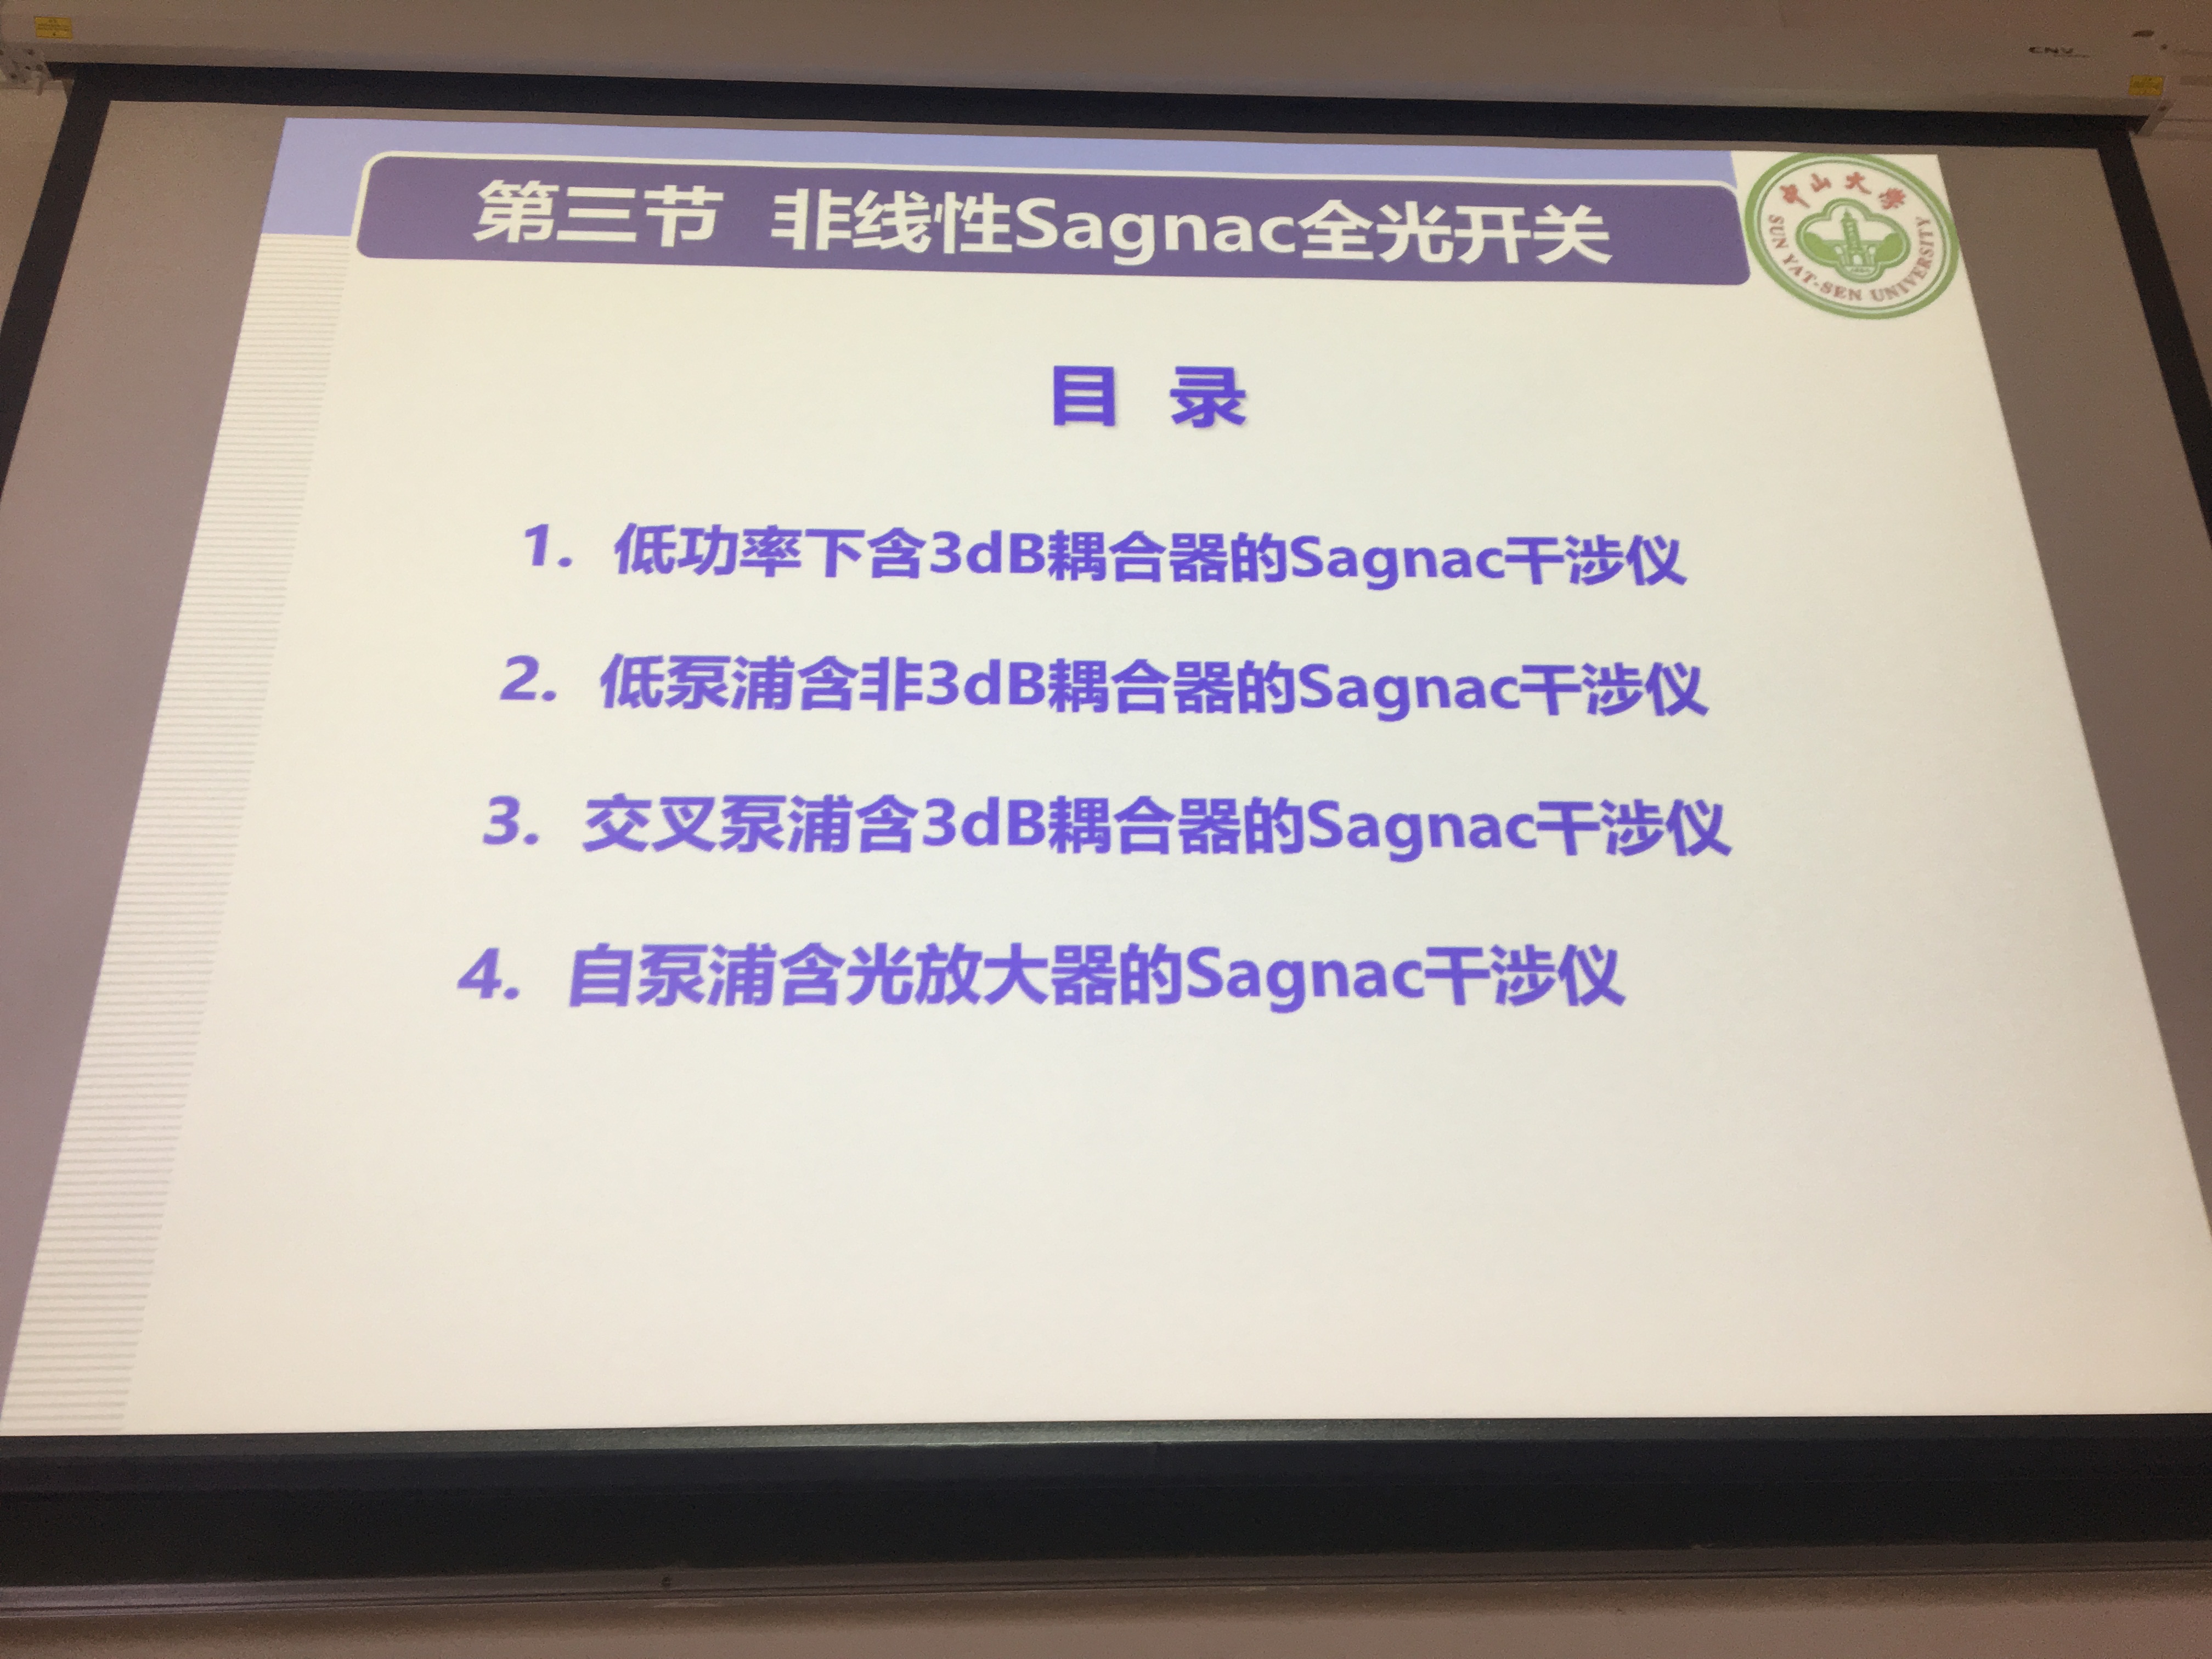 CNV
第三节 非线性Sagnac全光开关
中山大学
SUN YAT-SEN UNIVERSITY
目 录
1. 低功率下含3dB耦合器的Sagnac干涉仪
2. 低泵浦含非3dB耦合器的Sagnac干涉仪
3. 交叉泵浦含3dB耦合器的Sagnac干涉仪
4. 自泵浦含光放大器的Sagnac干涉仪